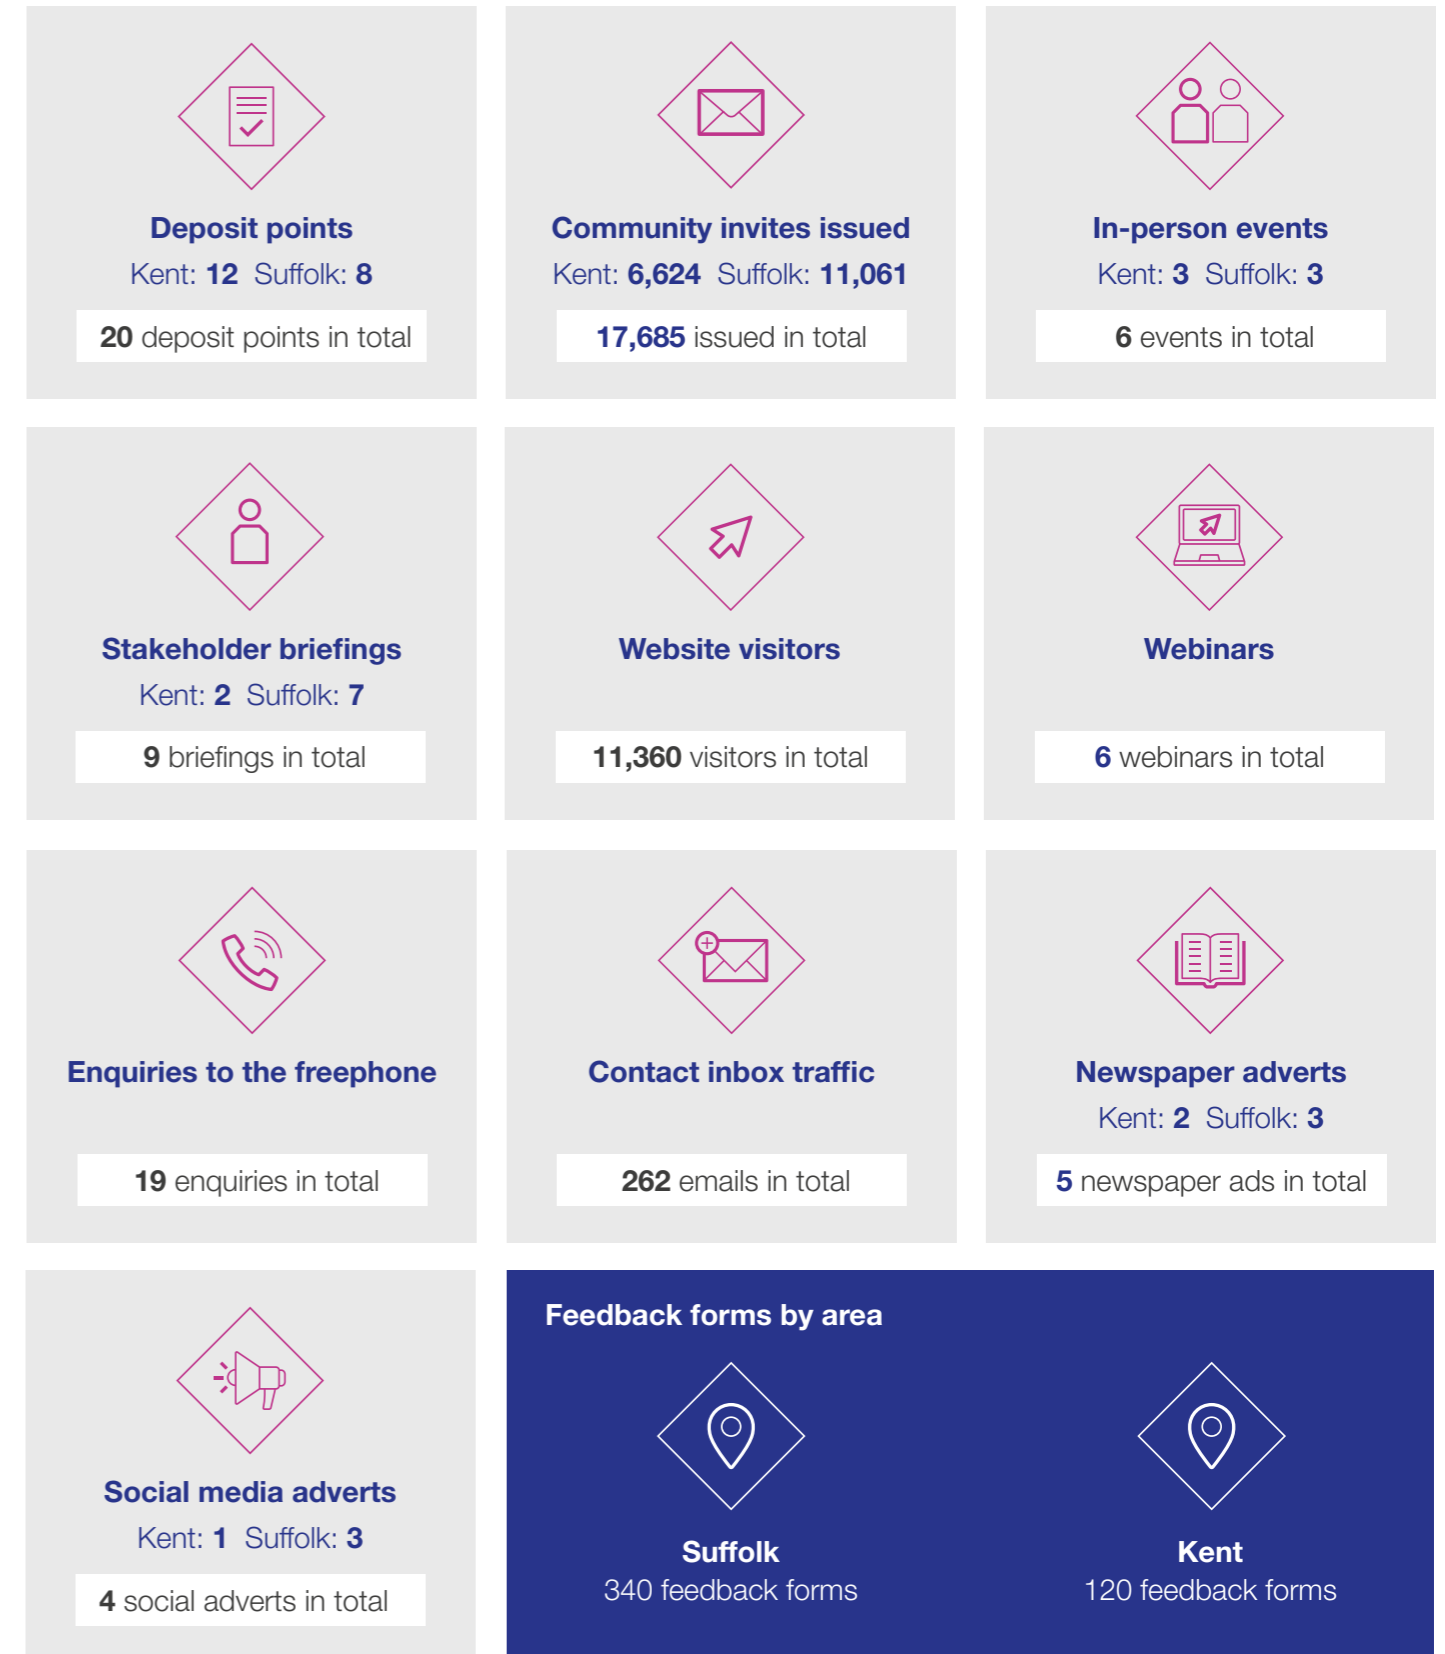 Deposit points
Kent: 12 Suffolk: 8
20 deposit points in total
Community invites issued
Kent: 6,624 Suffolk: 11,061
17,685 issued in total
In-person events
Kent: 3 Suffolk: 3
6 events in total
Stakeholder briefings
Kent: 2 Suffolk: 7
9 briefings in total
Website visitors
11,360 visitors in total
Webinars
6 webinars in total
Enquiries to the freephone
19 enquiries in total
Contact inbox traffic
262 emails in total
Newspaper adverts
Kent: 2 Suffolk: 3
5 newspaper ads in total
Social media adverts
Kent: 1 Suffolk: 3
4 social adverts in total
Feedback forms by area
Suffolk
340 feedback forms
Kent
120 feedback forms